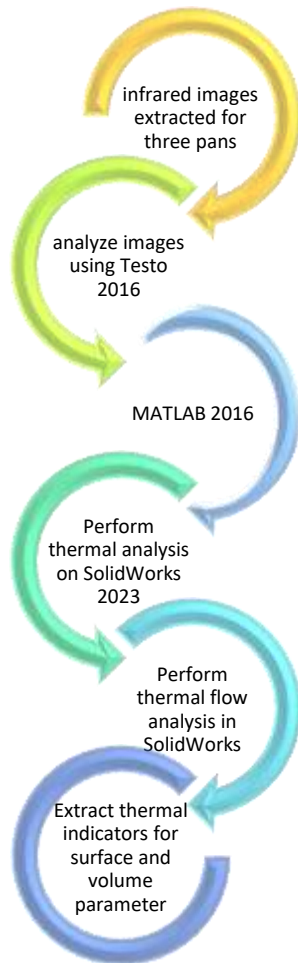 infrared images
extracted for
three pans
analyze images
using Testo
2016
MATLAB 2016
Perform
thermal analysis
on SolidWorks
2023
Perform
thermal flow
analysis in
SolidWorks
Extract thermal
indicators for
surface and
volume
parameter